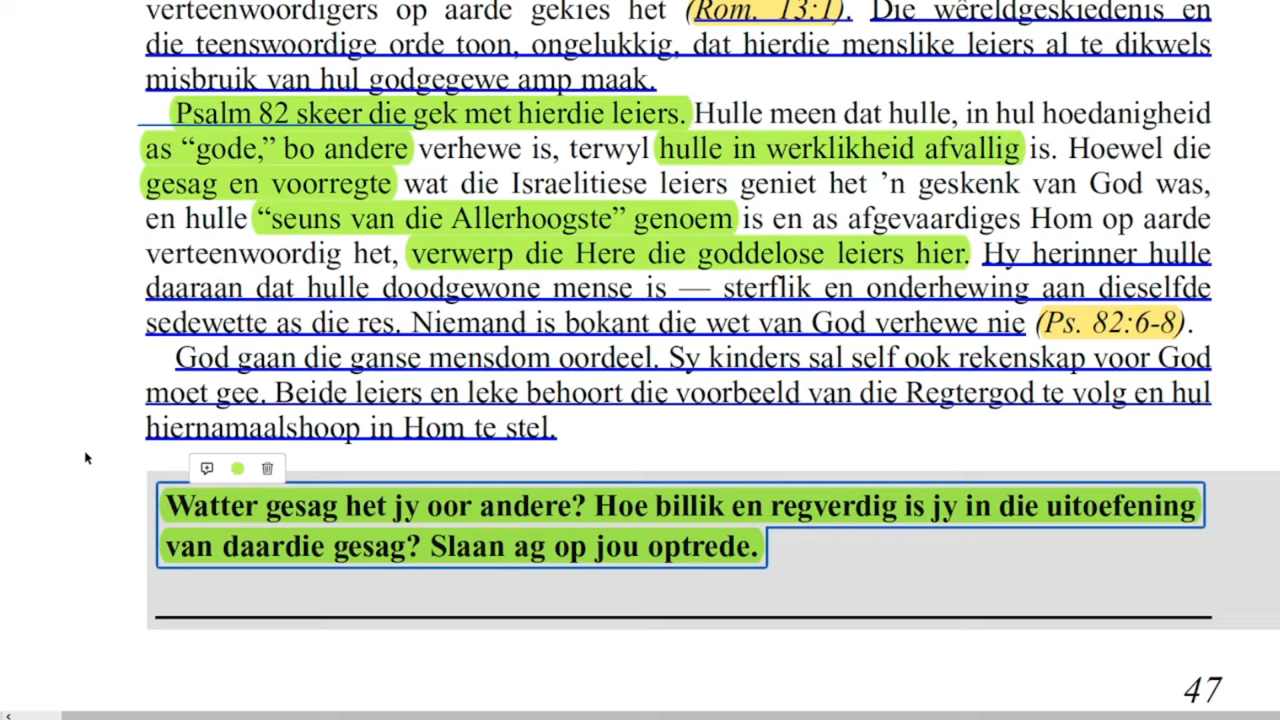 verteenwoordigers op aarde gekies het (Rom. 13:1). Die wêreldgeskiedenis en
die teenswoordige orde toon, ongelukkig, dat hierdie menslike leiers al te dikwels
misbruik van hul godgegewe amp maak.
Psalm 82 skeer die gek met hierdie leiers. Hulle meen dat hulle, in hul hoedanigheid
as “gode,” bo andere verhewe is, terwyl hulle in werklikheid afvallig is. Hoewel die
gesag en voorregte wat die Israelitiese leiers geniet het ’n geskenk van God was,
en hulle “seuns van die Allerhoogste” genoem is en as afgevaardiges Hom op aarde
verteenwoordig het, verwerp die Here die goddelose leiers hier. Hy herinner hulle
daaraan dat hulle doodgewone mense is — sterflik en onderhewing aan dieselfde
sedewette as die res. Niemand is bokant die wet van God verhewe nie (Ps. 82:6-8).
God gaan die ganse mensdom oordeel. Sy kinders sal self ook rekenskap voor God
moet gee. Beide leiers en leke behoort die voorbeeld van die Regtergod te volg en hul
hiernamaalshoop in Hom te stel.
Watter gesag het jy oor andere? Hoe billik en regverdig is jy in die uitoefening
van daardie gesag? Slaan ag op jou optrede.
47